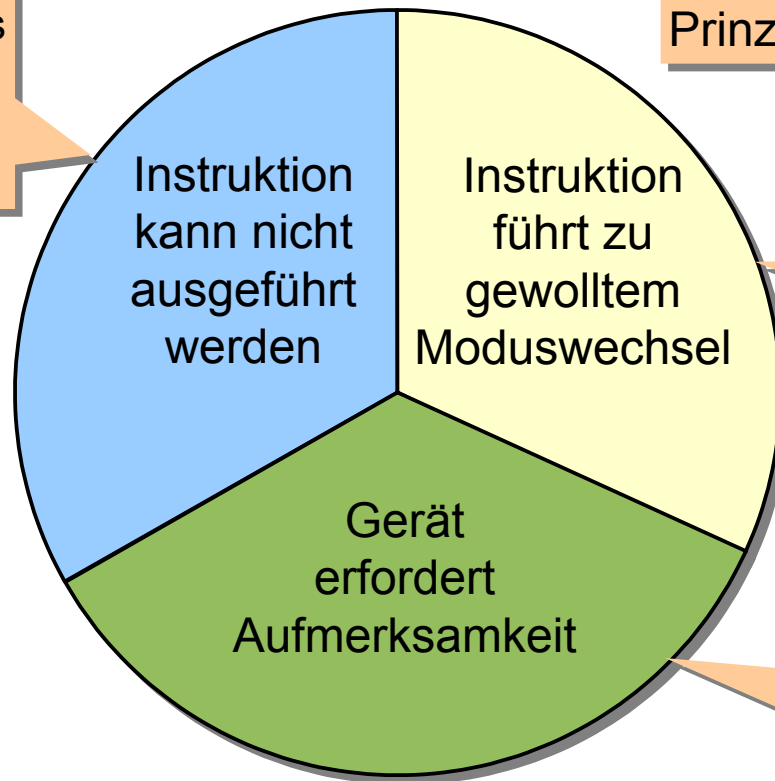 s
Prinz
Instruktion
kann nicht
ausgeführt
werden
Instruktion
führt zu
gewolltem
Moduswechsel
Gerät
erfordert
Aufmerksamkeit